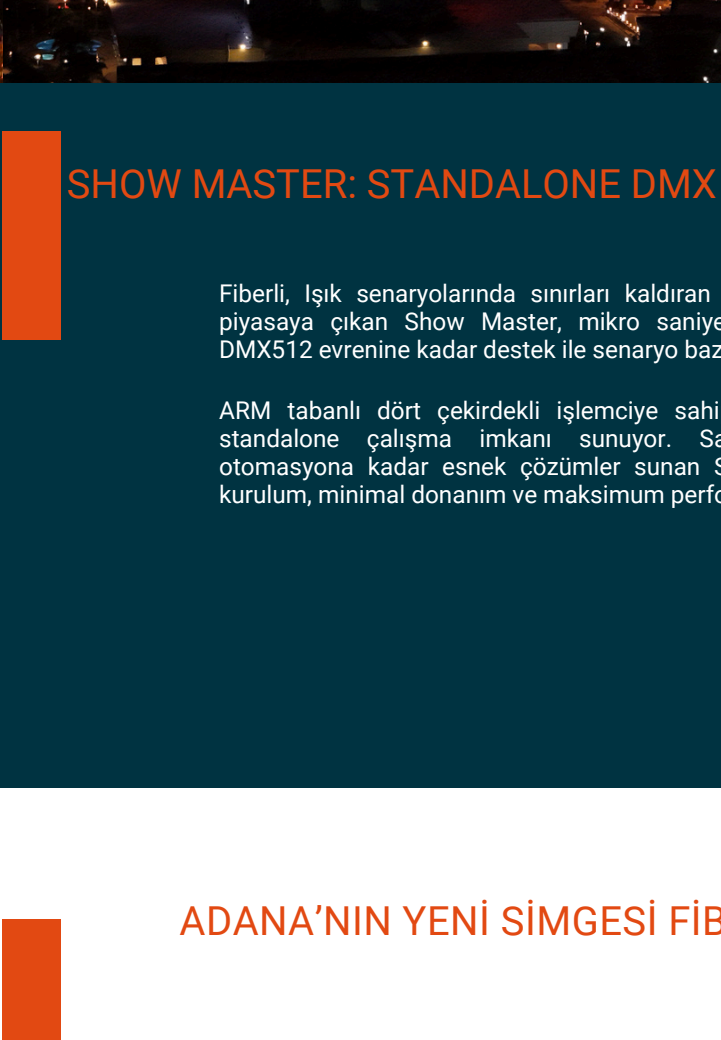 SHOW MASTER: STANDALONE DMX
Fiberli, Işık senaryolarında sınırları kaldıran
piyasaya çıkan Show Master, mikro saniye
DMX512 evrenine kadar destek ile senaryo baz
ARM tabanlı dört çekirdekli işlemciye sahi
standalone çalışma imkanı sunuyor. Sa
otomasyona kadar esnek çözümler sunan S
kurulum, minimal donanım ve maksimum perfo
ADANA’NIN YENİ SİMGESİ FİB